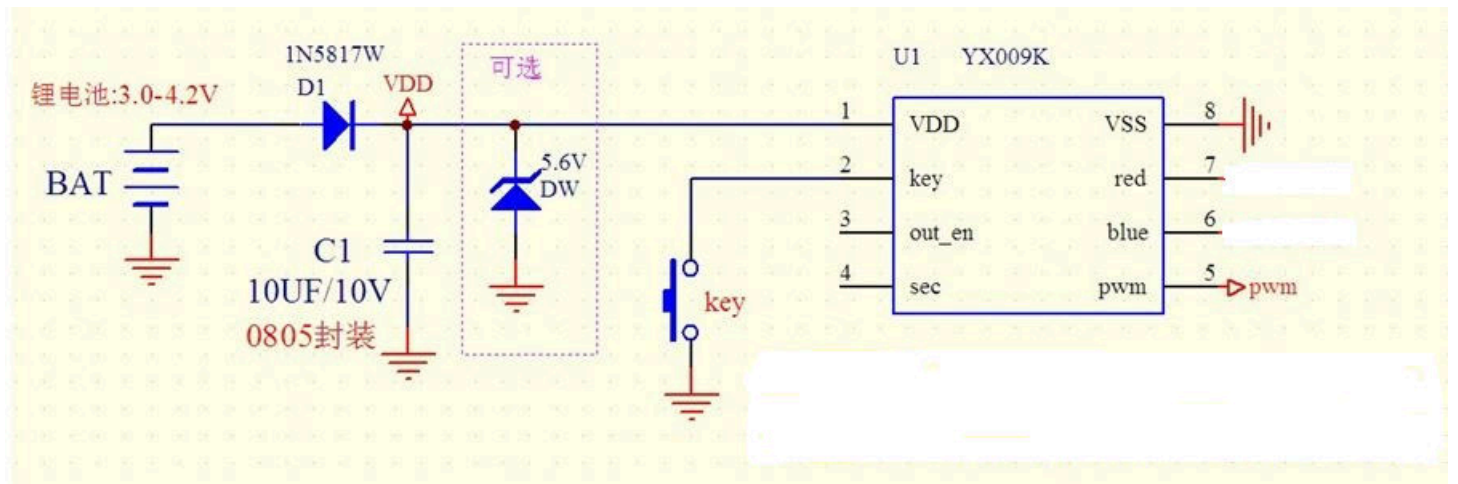 锂电池:3.0-4.2V
1N5817W
D1
VDD
可选
U1 YX009K
BAT
C1
10UF/10V
0805封装
5.6V
DW
key
1
VDD
VSS
8
2
key
red
7
3
out_en
blue
6
4
sec
pwm
5
pwm